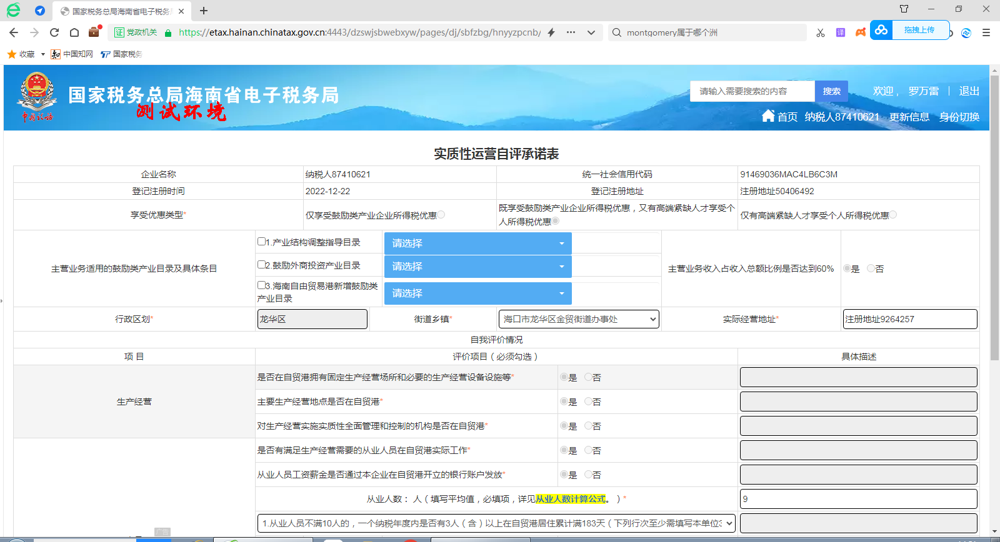 国家税务总局海南省电子税务局
党政机关 https://etax.hainan.chinatax.gov.cn:4443/dzswjsbwebxyw/pages/dj/sbfzbg/hnyyzpcnb/ montgomery属于哪个洲 译 拖拽上传
收藏 知 中国知网 国家税务
国家税务总局海南省电子税务局
测试环境
中国税务
请输入需要搜索的内容 搜索 欢迎， 罗万雷 | 退出
首页 纳税人87410621 更新信息 身份切换
实质性运营自评承诺表
企业名称 纳税人87410621 统一社会信用代码 91469036MAC4LB6C3M
登记注册时间 2022-12-22 登记注册地址 注册地址50406492
享受优惠类型* 仅享受鼓励类产业企业所得税优惠 既享受鼓励类产业企业所得税优惠，又有高端紧缺人才享受个
人所得税优惠 仅有高端紧缺人才享受个人所得税优惠
主营业务适用的鼓励类产业目录及具体条目
1.产业结构调整指导目录 请选择
2.鼓励外商投资产业目录 请选择
3.海南自由贸易港新增鼓励类
产业目录 请选择
主营业务收入占收入总额比例是否达到60% 是 否
行政区划* 龙华区 街道乡镇* 海口市龙华区金贸街道办事处 实际经营地址* 注册地址9264257
自我评价情况
项 目 评价项目（必须勾选） 具体描述
生产经营
是否在自贸港拥有固定生产经营场所和必要的生产经营设备设施等* 是 否
主要生产经营地点是否在自贸港* 是 否
对生产经营实施实质性全面管理和控制的机构是否在自贸港* 是 否
是否有满足生产经营需要的从业人员在自贸港实际工作* 是 否
从业人员工资薪金是否通过本企业在自贸港开立的银行账户发放* 是 否
从业人数： 人（填写平均值，必填项，详见从业人数计算公式。）* 9
1.从业人员不满10人的，一个纳税年度内是否有3人（含）以上在自贸港居住累计满183天（下列行次至少需填写本单位3
广告